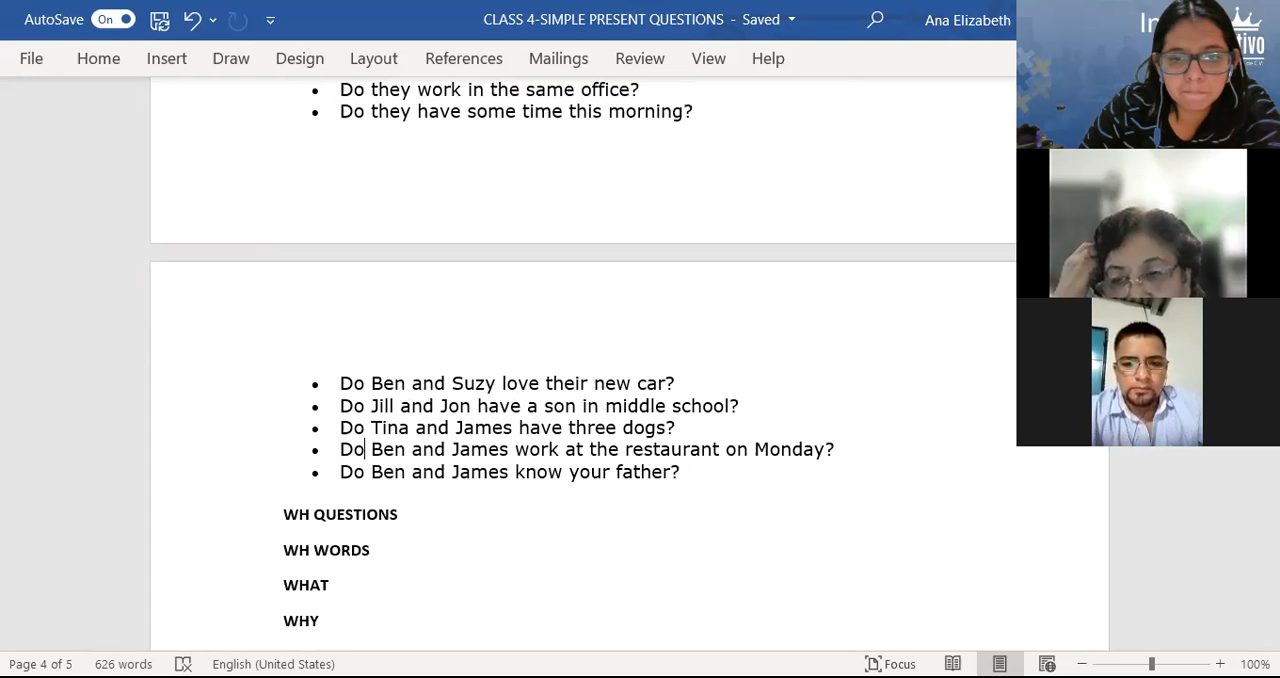 AutoSave On CLASS 4-SIMPLE PRESENT QUESTIONS - Saved Ana Elizabeth
File Home Insert Draw Design Layout References Mailings Review View Help
• Do they work in the same office?
• Do they have some time this morning?
• Do Ben and Suzy love their new car?
• Do Jill and Jon have a son in middle school?
• Do Tina and James have three dogs?
• Do Ben and James work at the restaurant on Monday?
• Do Ben and James know your father?
WH QUESTIONS
WH WORDS
WHAT
WHY
Page 4 of 5 626 words English (United States) Focus 100%